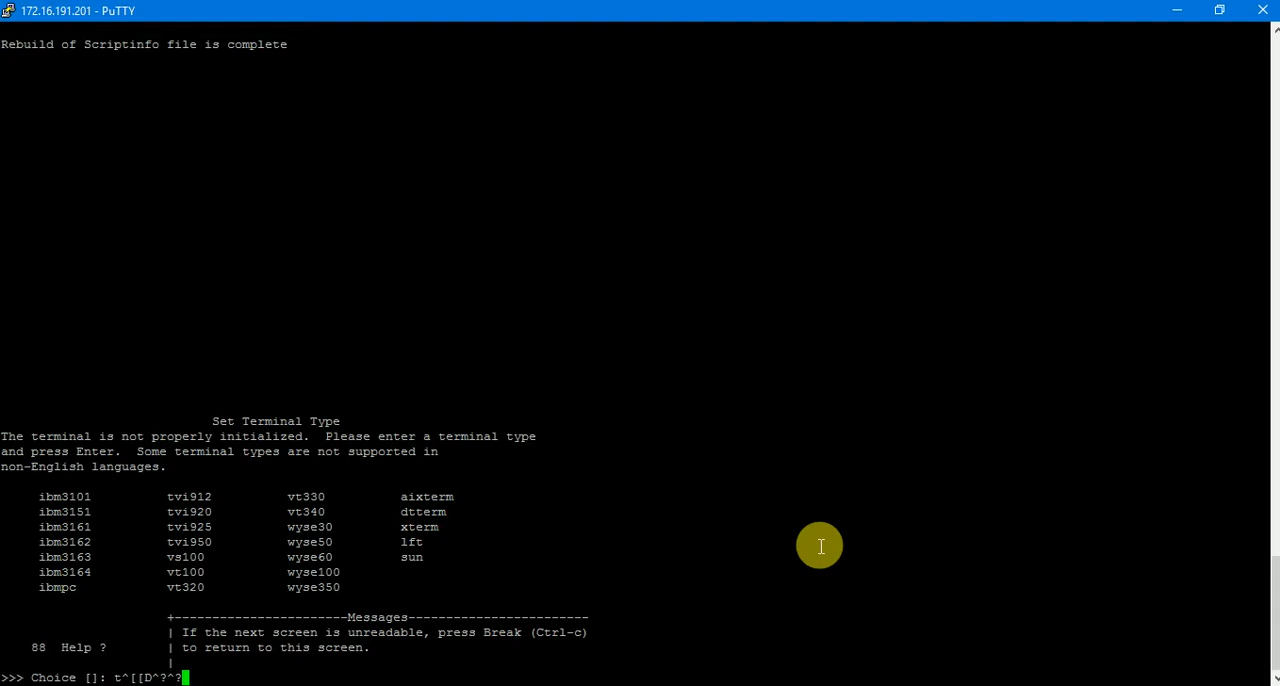 172.16.191.201 - PuTTY
Rebuild of Scriptinfo file is complete
Set Terminal Type
The terminal is not properly initialized.  Please enter a terminal type
and press Enter.  Some terminal types are not supported in
non-English languages.
ibm3101 tvi912 vt330 aixterm
ibm3151 tvi920 vt340 dtterm
ibm3161 tvi925 wyse30 xterm
ibm3162 tvi950 wyse50 lft
ibm3163 vs100 wyse60 sun
ibm3164 vt100 wyse100
ibmpc vt320 wyse350
+-----------------------Messages------------------------
| If the next screen is unreadable, press Break (Ctrl-c)
88  Help ? | to return to this screen.
|
>>> Choice []: t^[[D^?^?